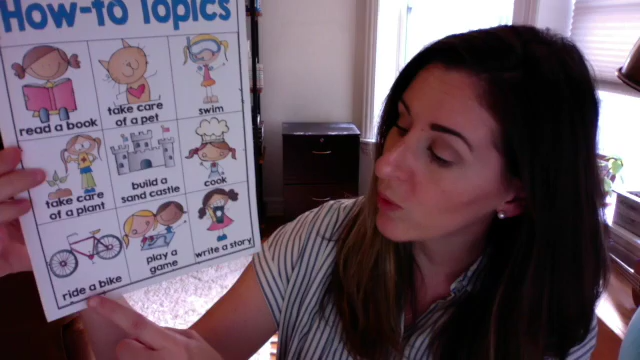 How-to Topics
read a book
take care
of a pet
swim
take care
of a plant
build a
sand castle
cook
ride a bike
play a
game
write a story